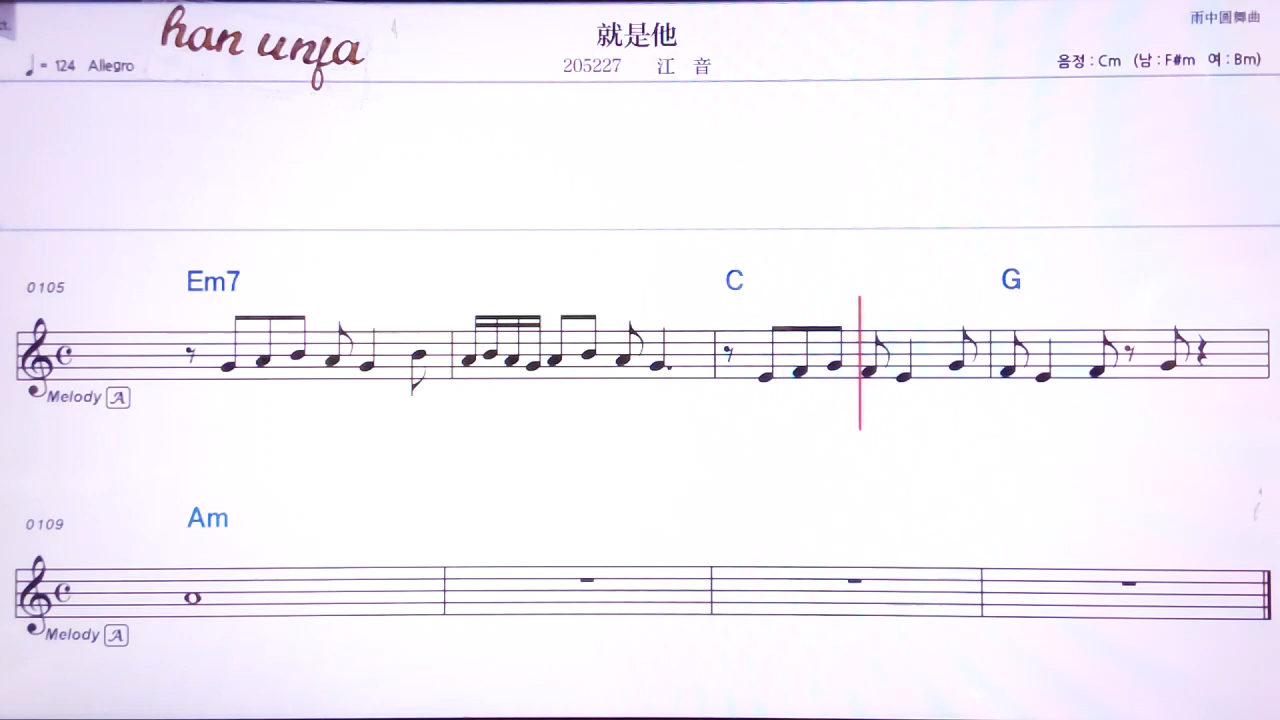 han unfa
就是他
雨中圓舞曲
♩ = 124 Allegro
205227 江 音
음정 : Cm (남 : F#m 여 : Bm)
0105 Em7 C G
Melody A
0109 Am
Melody A